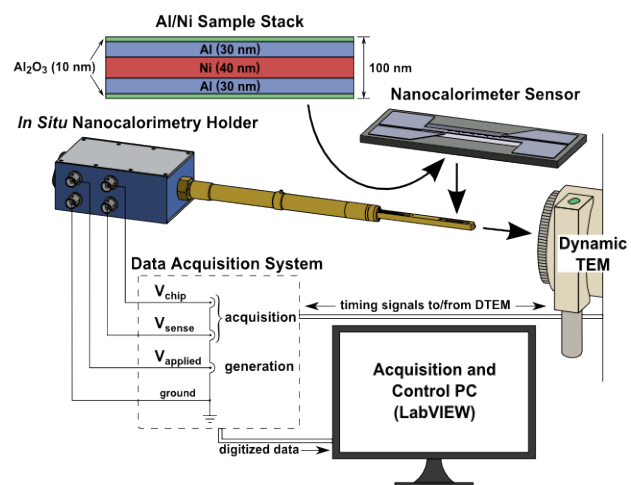 Al/Ni Sample Stack
Al (30 nm)
Al₂O₃ (10 nm)
Ni (40 nm)
100 nm
Al (30 nm)
Nanocalorimeter Sensor
In Situ Nanocalorimetry Holder
Dynamic
TEM
Data Acquisition System
V_chip
acquisition
timing signals to/from DTEM
V_sense
V_applied
generation
ground
Acquisition and
Control PC
(LabVIEW)
digitized data